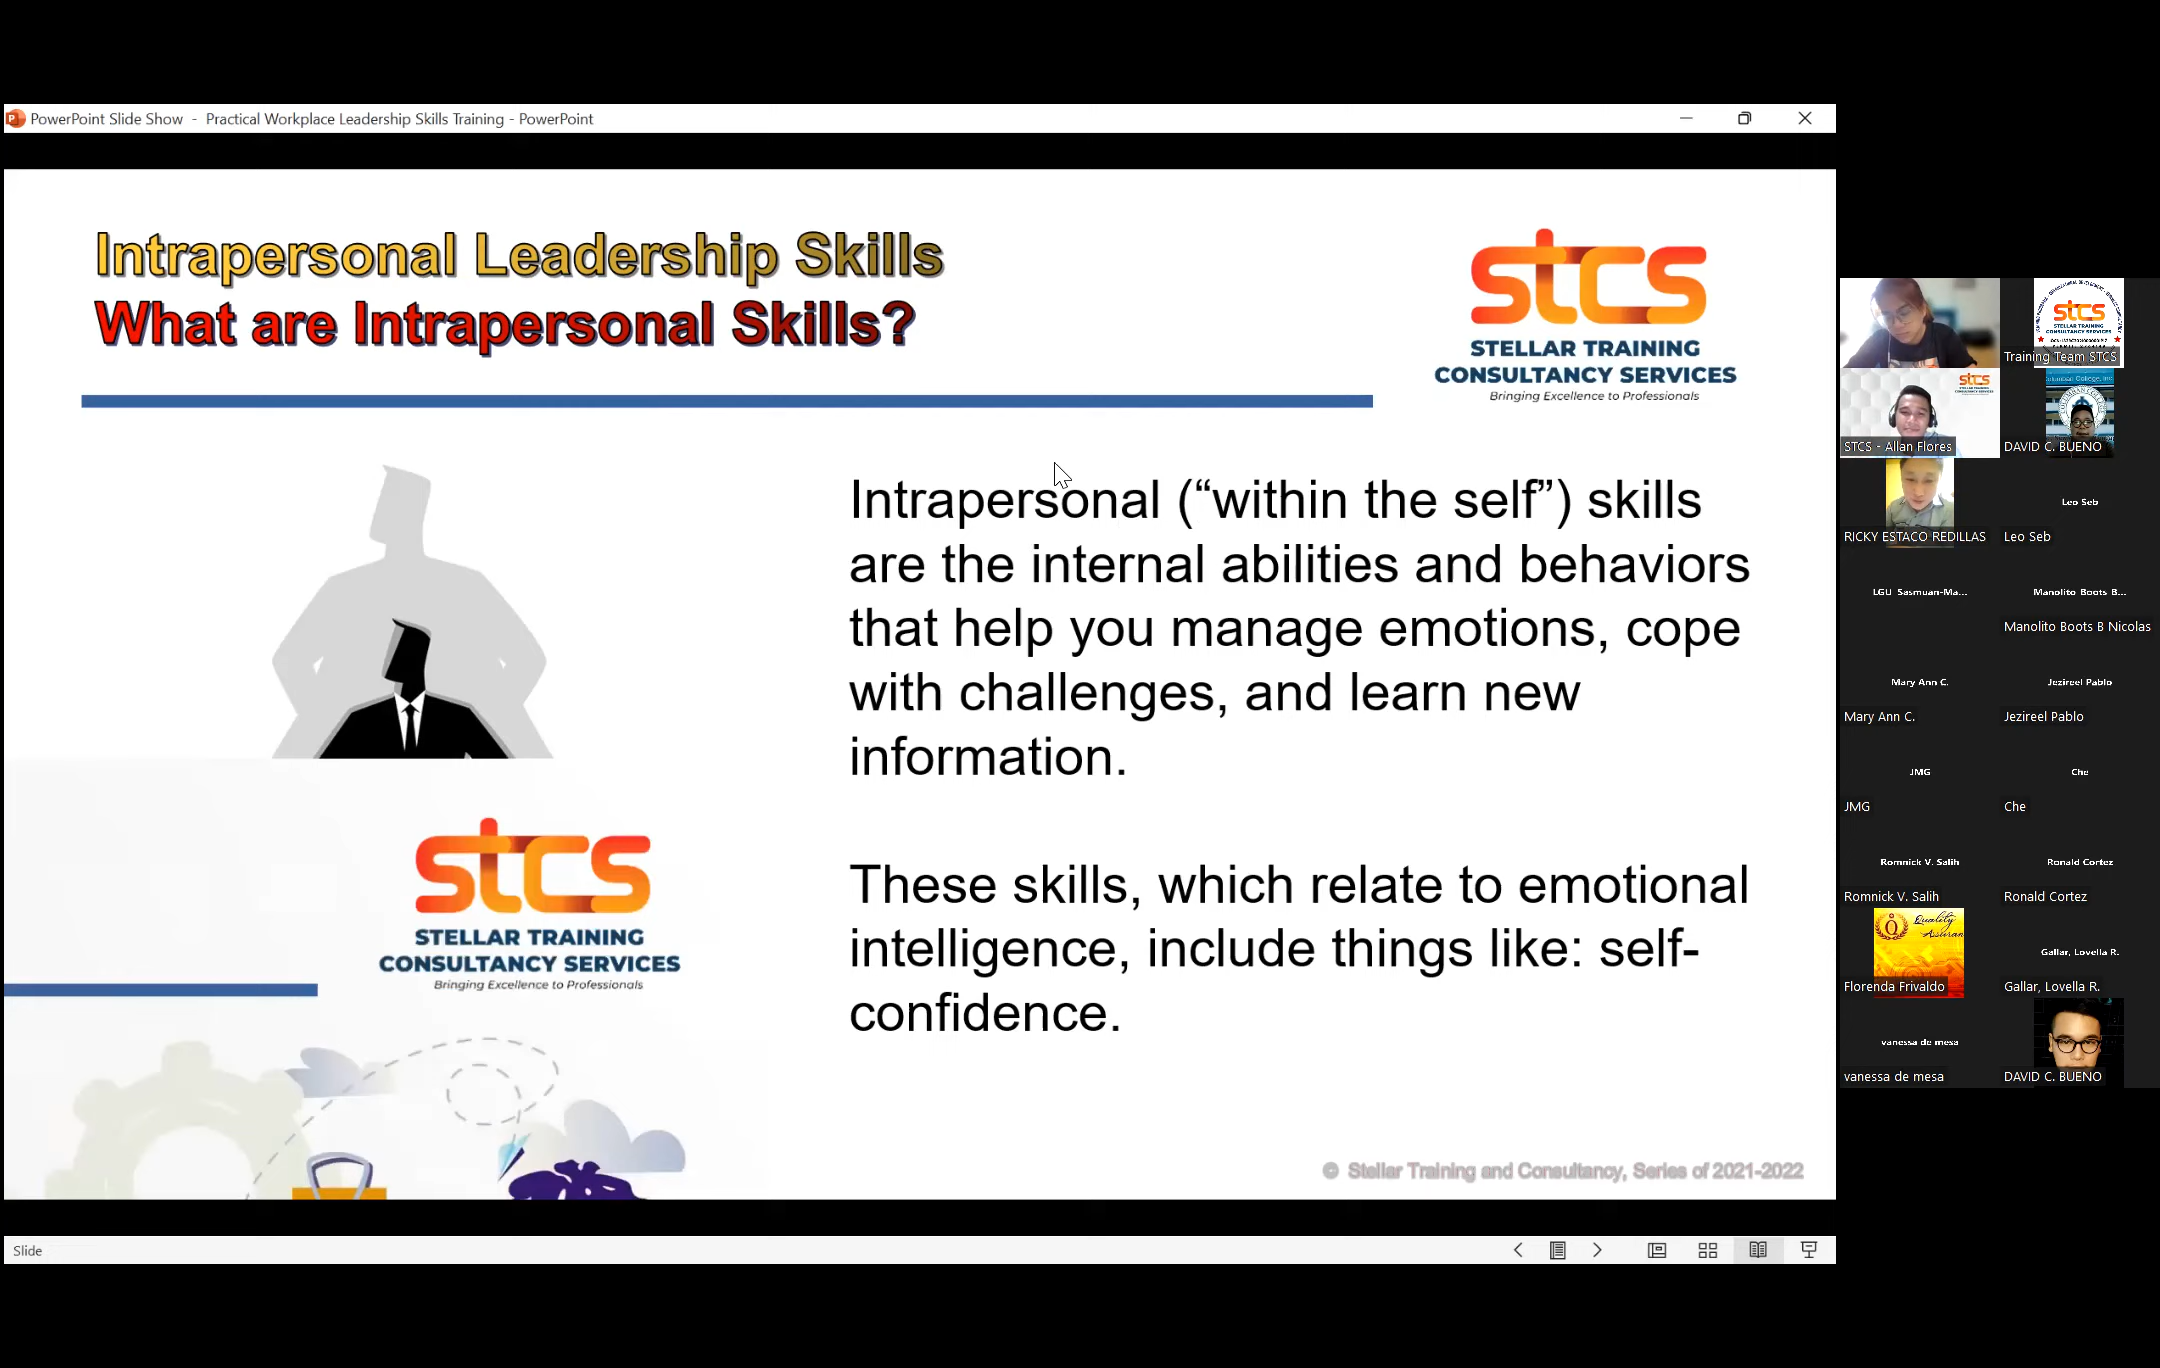 PowerPoint Slide Show - Practical Workplace Leadership Skills Training - PowerPoint
Intrapersonal Leadership Skills
What are Intrapersonal Skills?
stcs
STELLAR TRAINING
CONSULTANCY SERVICES
Bringing Excellence to Professionals
Intrapersonal (“within the self”) skills
are the internal abilities and behaviors
that help you manage emotions, cope
with challenges, and learn new
information.
These skills, which relate to emotional
intelligence, include things like: self-
confidence.
stcs
STELLAR TRAINING
CONSULTANCY SERVICES
Bringing Excellence to Professionals
© Stellar Training and Consultancy, Series of 2021-2022
Slide
stcs
STELLAR TRAINING
CONSULTANCY SERVICES
Training Team STCS
stcs
STCS - Allan Flores
DAVID C. BUENO
RICKY ESTACO REDILLAS
Leo Seb
Leo Seb
LGU Sasmuan-Ma...
Manolito Boots B...
Manolito Boots B Nicolas
Mary Ann C.
Mary Ann C.
Jezireel Pablo
Jezireel Pablo
JMG
JMG
Che
Che
Romnick V. Salih
Romnick V. Salih
Ronald Cortez
Ronald Cortez
Quality
Florenda Frivaldo
Gallar, Lovella R.
Gallar, Lovella R.
vanessa de mesa
vanessa de mesa
DAVID C. BUENO